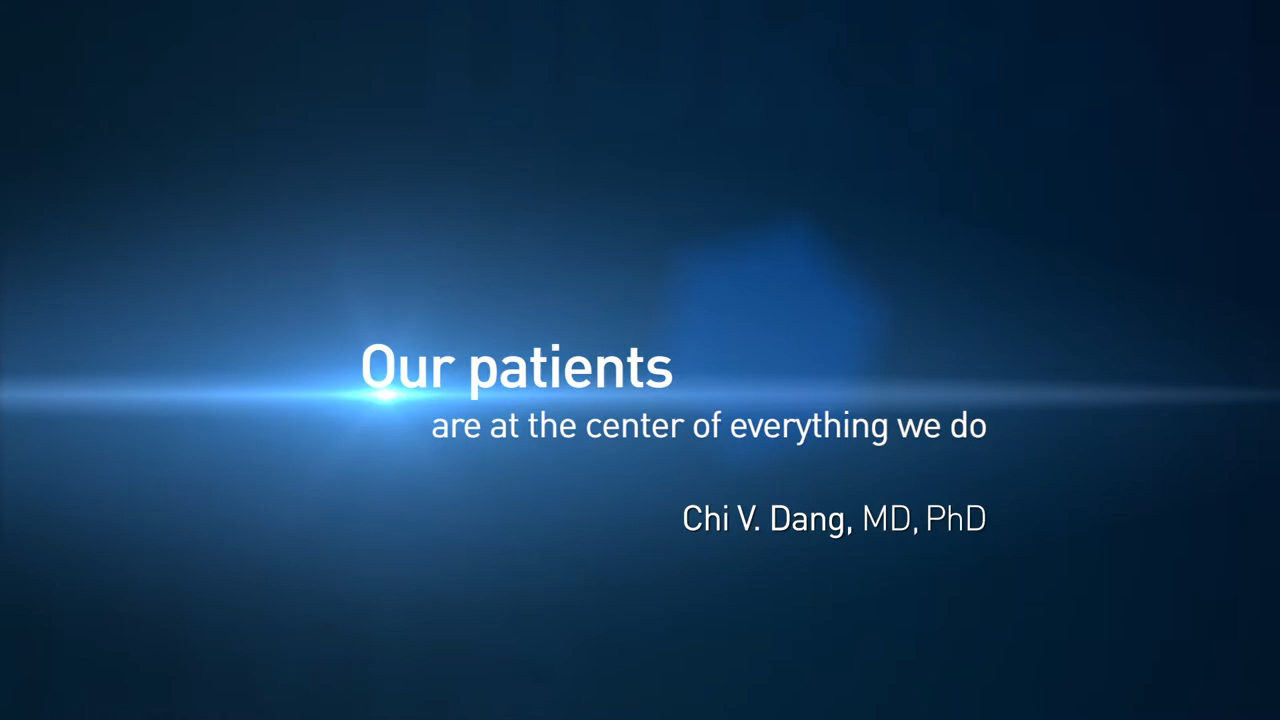 Our patients
are at the center of everything we do
Chi V. Dang, MD, PhD